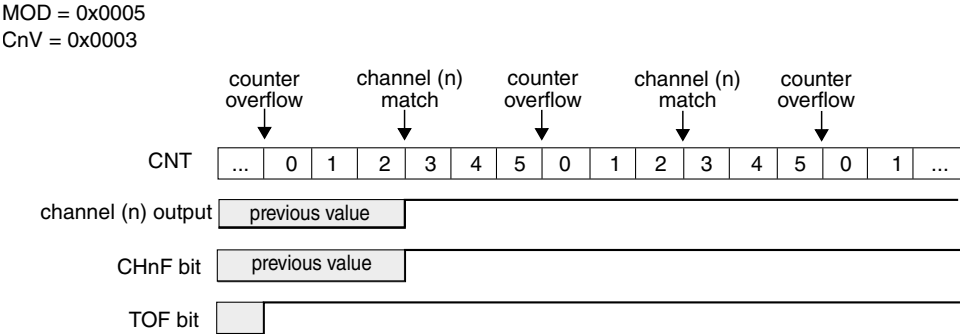 MOD = 0x0005
CnV = 0x0003
counter overflow
channel (n) match
counter overflow
channel (n) match
counter overflow
CNT ... 0 1 2 3 4 5 0 1 2 3 4 5 0 1 ...
channel (n) output previous value
CHnF bit previous value
TOF bit